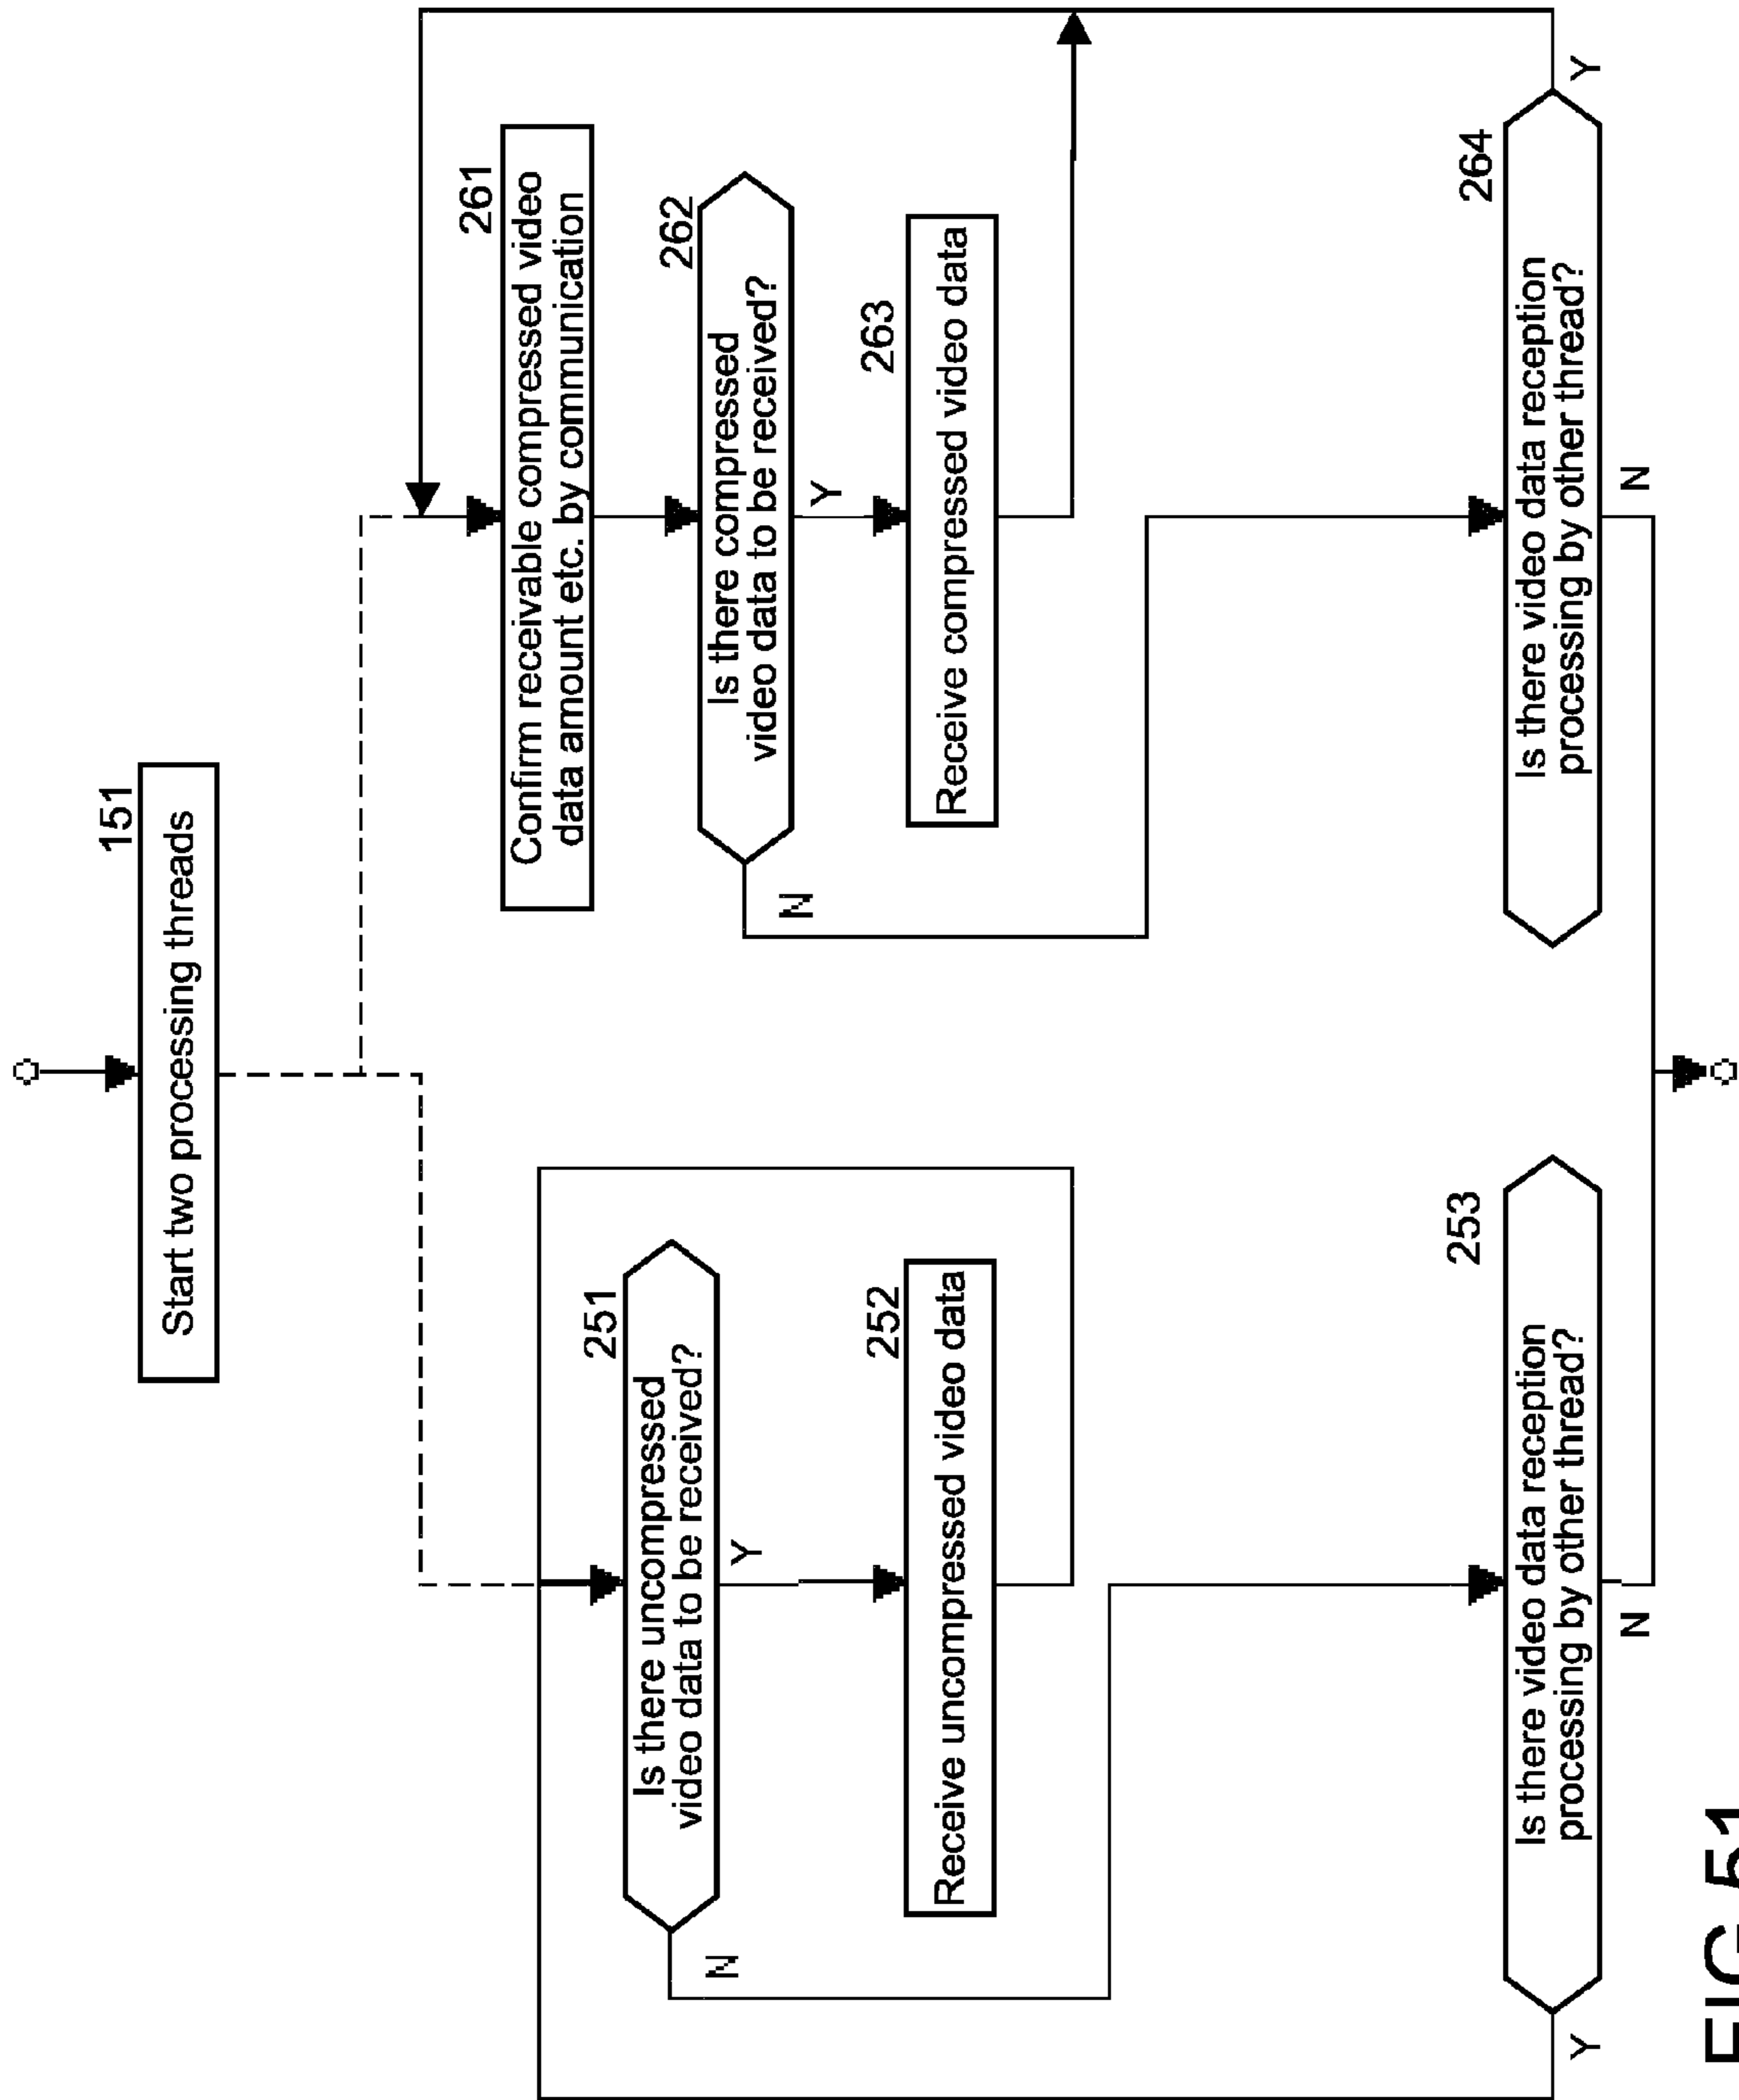 151
Start two processing threads
251
Is there uncompressed
video data to be received?
Y
N
252
Receive uncompressed video data
253
Is there video data reception
processing by other thread?
Y
N
261
Confirm receivable compressed video
data amount etc. by communication
262
Is there compressed
video data to be received?
Y
N
263
Receive compressed video data
264
Is there video data reception
processing by other thread?
Y
N
FIG.51